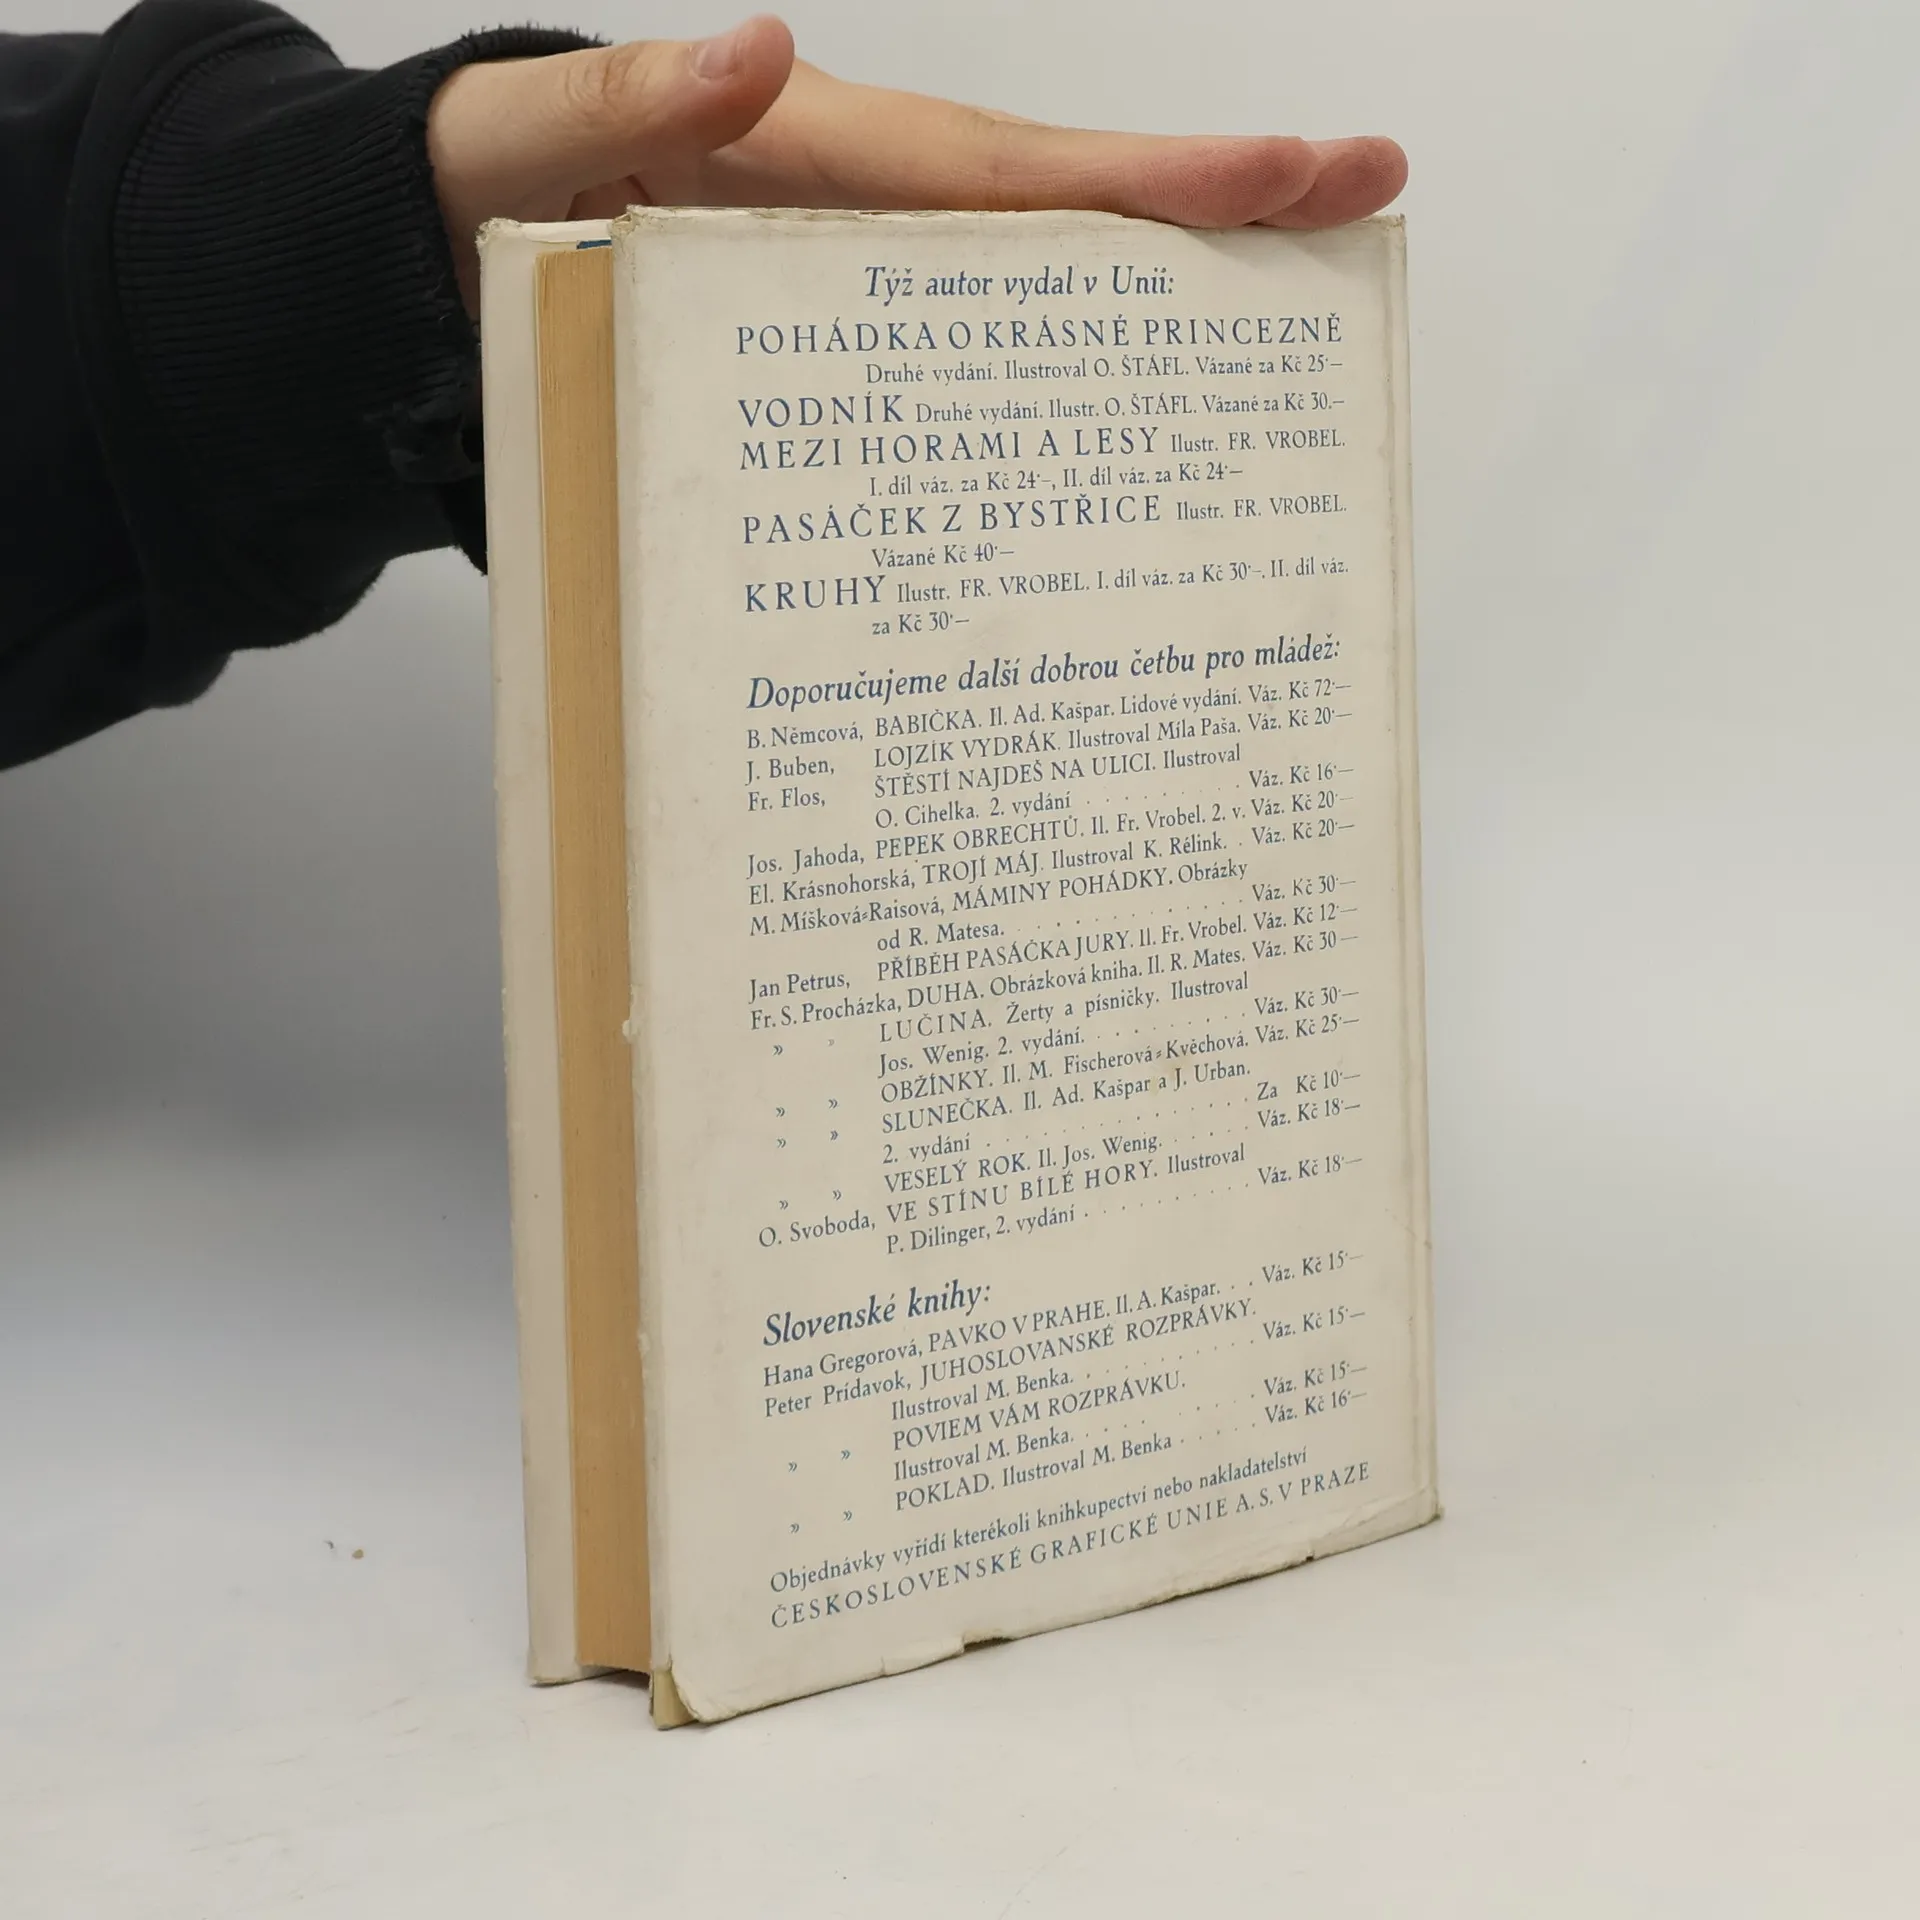 Týž autor vydal v Unii:
POHÁDKA O KRÁSNÉ PRINCEZNĚ
Druhé vydání. Ilustroval O. ŠTÁFL. Vázané za Kč 25·—
VODNÍK Druhé vydání. Ilustr. O. ŠTÁFL. Vázané za Kč 30.—
MEZI HORAMI A LESY Ilustr. FR. VROBEL.
I. díl váz. za Kč 24·—, II. díl váz. za Kč 24·—
PASÁČEK Z BYSTŘICE Ilustr. FR. VROBEL.
Vázané Kč 40·—
KRUHY Ilustr. FR. VROBEL. I. díl váz. za Kč 30·—. II. díl váz.
za Kč 30·—
Doporučujeme další dobrou četbu pro mládež:
B. Němcová, BABIČKA. Il. Ad. Kašpar. Lidové vydání. Váz. Kč 72·—
J. Buben, LOJZÍK VYDRÁK. Ilustroval Míla Paša. Váz. Kč 20·—
Fr. Flos, ŠTĚSTÍ NAJDEŠ NA ULICI. Ilustroval
O. Cihelka. 2. vydání . . . . . . . . . Váz. Kč 16·—
Jos. Jahoda, PEPEK OBRECHTŮ. Il. Fr. Vrobel. 2. v. Váz. Kč 20·—
El. Krásnohorská, TROJÍ MÁJ. Ilustroval K. Rélink. . Váz. Kč 20·—
M. Míšková=Raisová, MÁMINY POHÁDKY. Obrázky
od R. Matesa. . . . . . . . . . . . Váz. Kč 30·—
Jan Petrus, PŘÍBĚH PASÁČKA JURY. Il. Fr. Vrobel. Váz. Kč 12·—
Fr. S. Procházka, DUHA. Obrázková kniha. Il. R. Mates. Váz. Kč 30—
» » LUČINA. Žerty a písničky. Ilustroval
Jos. Wenig. 2. vydání. . . . . . . . . Váz. Kč 30·—
» » OBŽÍNKY. Il. M. Fischerová=Kvěchová. Váz. Kč 25·—
» » SLUNEČKA. Il. Ad. Kašpar a J. Urban.
2. vydání . . . . . . . . . . . . . . Za Kč 10·—
» » VESELÝ ROK. Il. Jos. Wenig. . . . . . Váz. Kč 18·—
O. Svoboda, VE STÍNU BÍLÉ HORY. Ilustroval
P. Dilinger, 2. vydání . . . . . . . . . . Váz. Kč 18·—
Slovenské knihy:
Hana Gregorová, PAVKO V PRAHE. Il. A. Kašpar. . . Váz. Kč 15·—
Peter Prídavok, JUHOSLOVANSKÉ ROZPRÁVKY.
Ilustroval M. Benka. . . . . . . . . . . Váz. Kč 15·—
» » POVIEM VÁM ROZPRÁVKU.
Ilustroval M. Benka. . . . . . . . . Váz. Kč 15·—
» » POKLAD. Ilustroval M. Benka . . . . . Váz. Kč 16·—
Objednávky vyřídí kterékoli knihkupectví nebo nakladatelství
ČESKOSLOVENSKÉ GRAFICKÉ UNIE A. S. V PRAZE